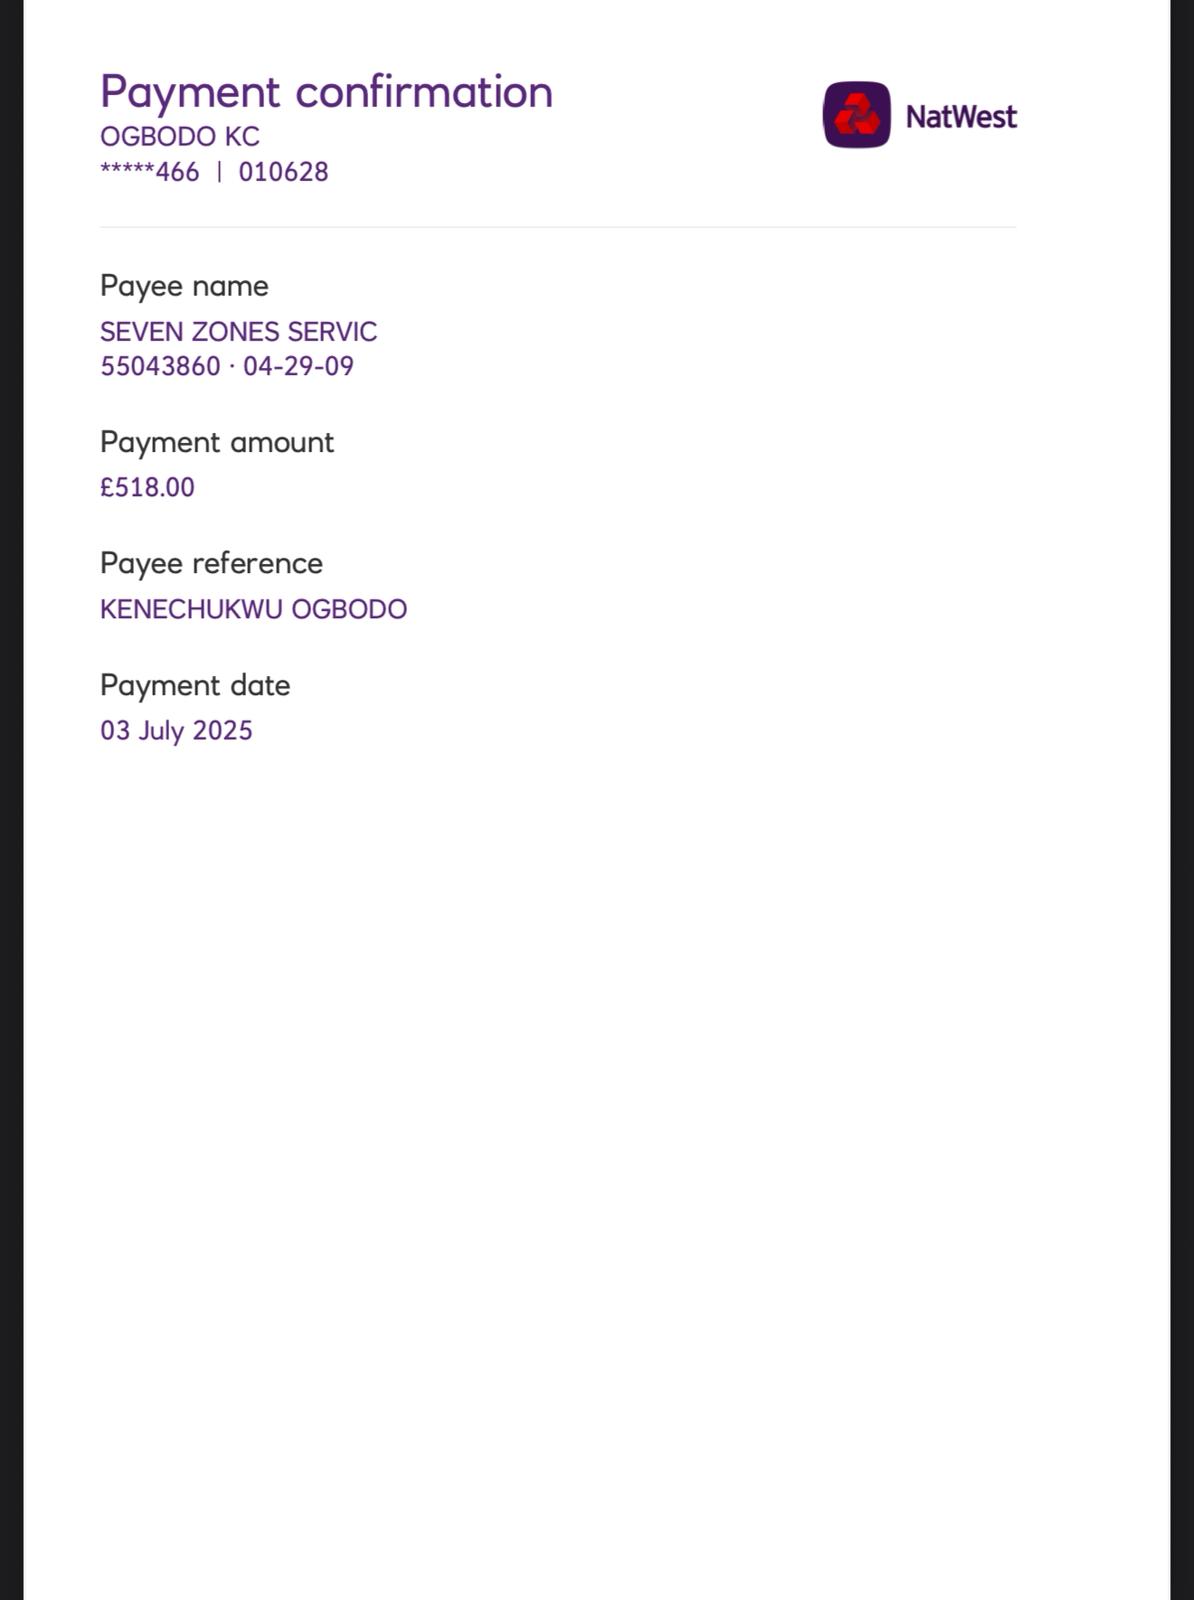 Payment confirmation
OGBODO KC
*****466 | 010628
NatWest
Payee name
SEVEN ZONES SERVIC
55043860 · 04-29-09
Payment amount
£518.00
Payee reference
KENECHUKWU OGBODO
Payment date
03 July 2025